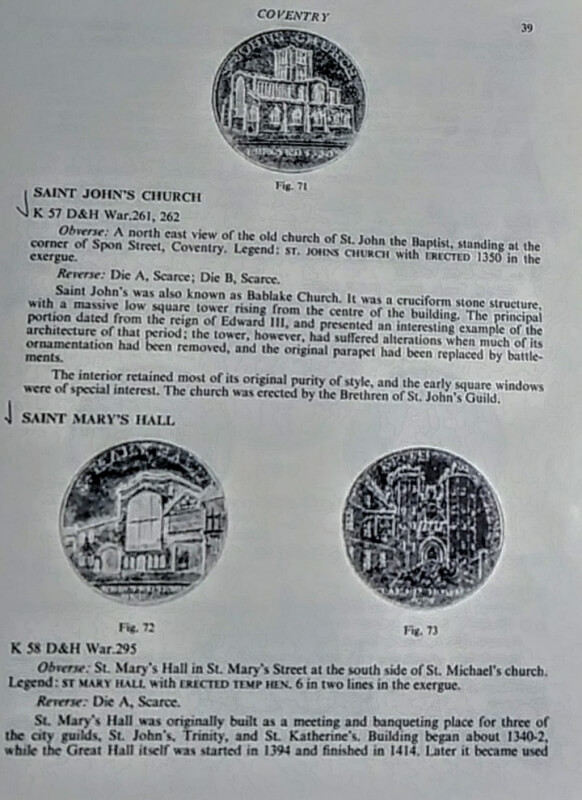 COVENTRY
39
JOHNS CHURCH
Fig. 71
SAINT JOHN'S CHURCH
K 57 D&H War.261, 262
Obverse: A north east view of the old church of St. John the Baptist, standing at the
corner of Spon Street, Coventry. Legend: ST. JOHNS CHURCH with ERECTED 1350 in the
exergue.
Reverse: Die A, Scarce; Die B, Scarce.
Saint John's was also known as Bablake Church. It was a cruciform stone structure,
with a massive low square tower rising from the centre of the building. The principal
portion dated from the reign of Edward III, and presented an interesting example of the
architecture of that period; the tower, however, had suffered alterations when much of its
ornamentation had been removed, and the original parapet had been replaced by battle-
ments.
The interior retained most of its original purity of style, and the early square windows
were of special interest. The church was erected by the Brethren of St. John's Guild.
SAINT MARY'S HALL
MARY HALL
Fig. 72
Fig. 73
K 58 D&H War.295
Obverse: St. Mary's Hall in St. Mary's Street at the south side of St. Michael's church.
Legend: ST MARY HALL with ERECTED TEMP HEN. 6 in two lines in the exergue.
Reverse: Die A, Scarce.
St. Mary's Hall was originally built as a meeting and banqueting place for three of
the city guilds, St. John's, Trinity, and St. Katherine's. Building began about 1340-2,
while the Great Hall itself was started in 1394 and finished in 1414. Later it became used